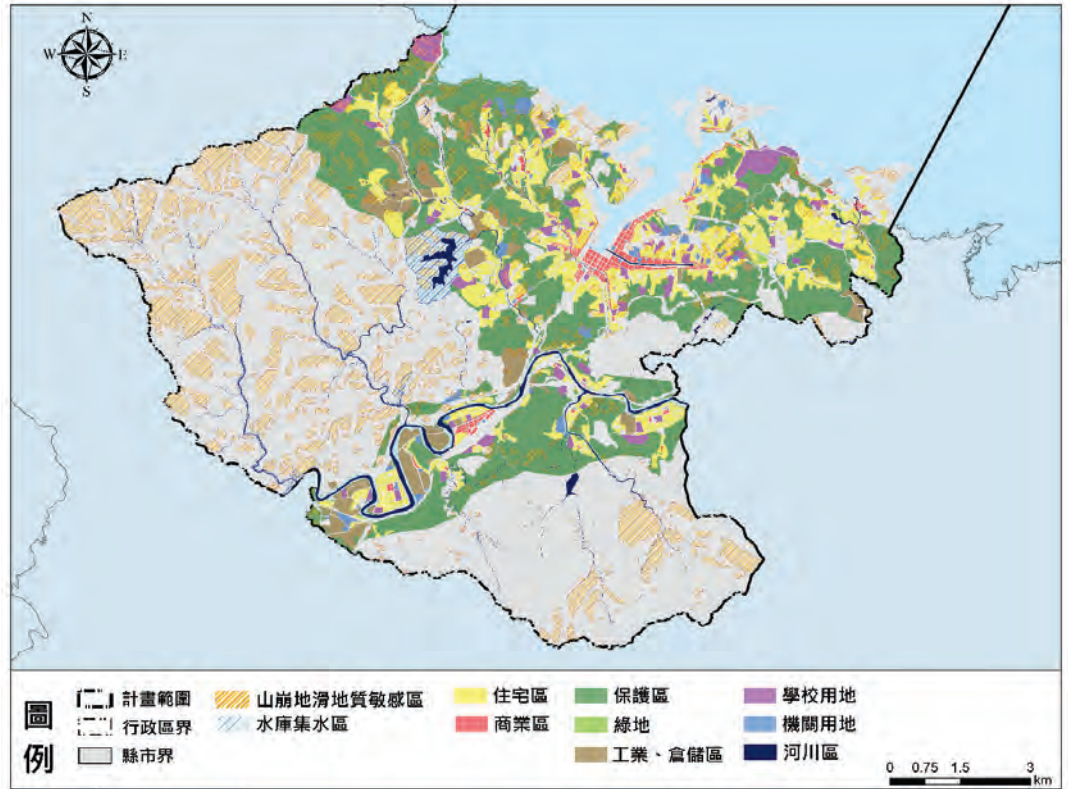 N
W E
S
圖例
計畫範圍
行政區界
縣市界
山崩地滑地質敏感區
水庫集水區
住宅區
商業區
保護區
綠地
工業、倉儲區
學校用地
機關用地
河川區
0 0.75 1.5 3
km